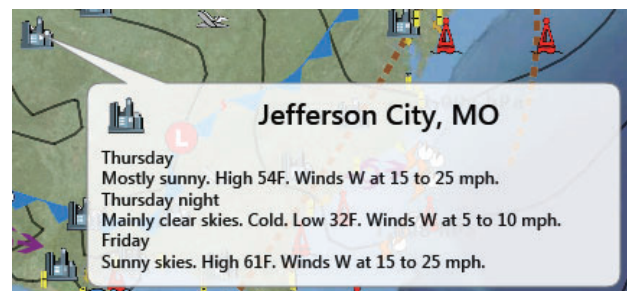 Jefferson City, MO
L
Thursday
Mostly sunny. High 54F. Winds W at 15 to 25 mph.
Thursday night
Mainly clear skies. Cold. Low 32F. Winds W at 5 to 10 mph.
Friday
Sunny skies. High 61F. Winds W at 15 to 25 mph.